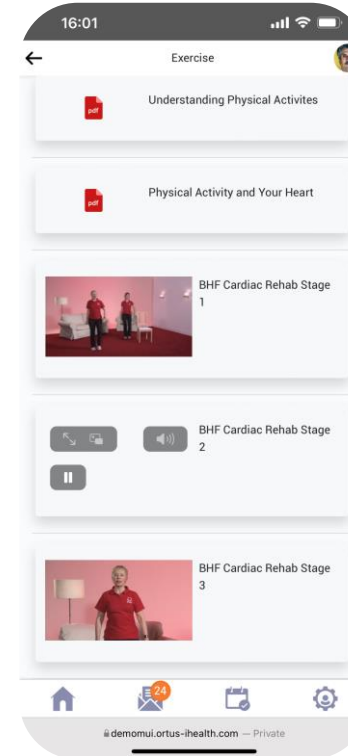 16:01
Exercise
pdf
Understanding Physical Activites
pdf
Physical Activity and Your Heart
BHF Cardiac Rehab Stage
1
BHF Cardiac Rehab Stage
2
BHF Cardiac Rehab Stage
3
24
demomui.ortus-ihealth.com — Private